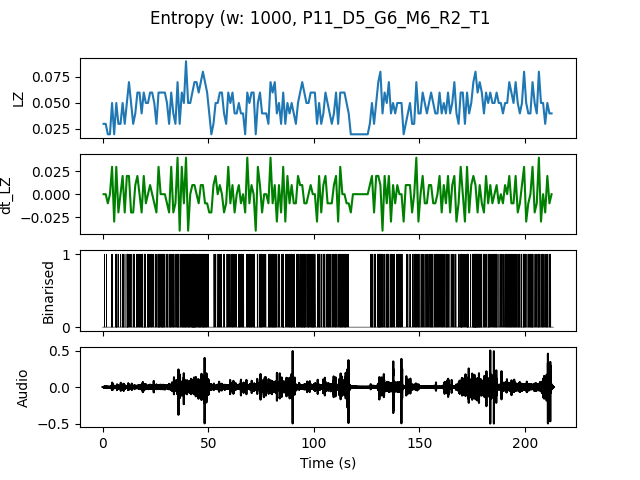 Entropy (w: 1000, P11_D5_G6_M6_R2_T1
LZ
0.075
0.050
0.025
dt_LZ
0.025
0.000
−0.025
Binarised
1
0
Audio
0.5
0.0
−0.5
0 50 100 150 200
Time (s)